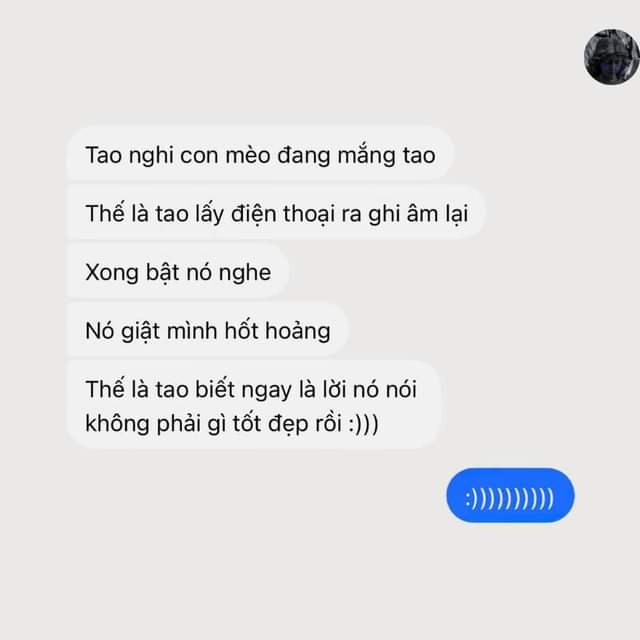 Tao nghi con mèo đang mắng tao
Thế là tao lấy điện thoại ra ghi âm lại
Xong bật nó nghe
Nó giật mình hốt hoảng
Thế là tao biết ngay là lời nó nói
không phải gì tốt đẹp rồi :)))
:))))))))))